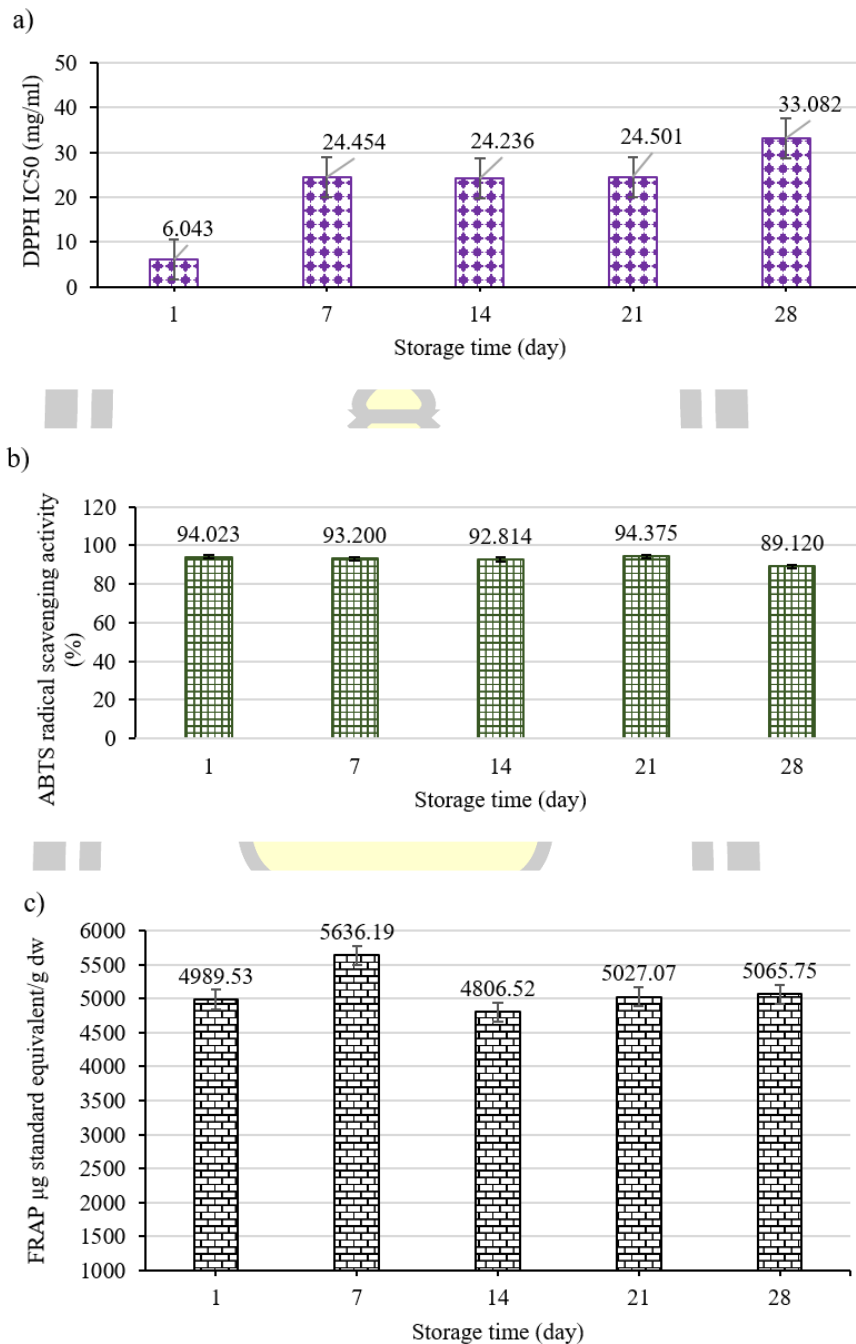 a)
DPPH IC50 (mg/ml)
50
40
30
20
10
0
6.043
24.454
24.236
24.501
33.082
1 7 14 21 28
Storage time (day)
b)
ABTS radical scavenging activity
(%)
120
100
80
60
40
20
0
94.023 93.200 92.814 94.375 89.120
1 7 14 21 28
Storage time (day)
c)
FRAP µg standard equivalent/g dw
6000
5500
5000
4500
4000
3500
3000
2500
2000
1500
1000
4989.53
5636.19
4806.52
5027.07
5065.75
1 7 14 21 28
Storage time (day)